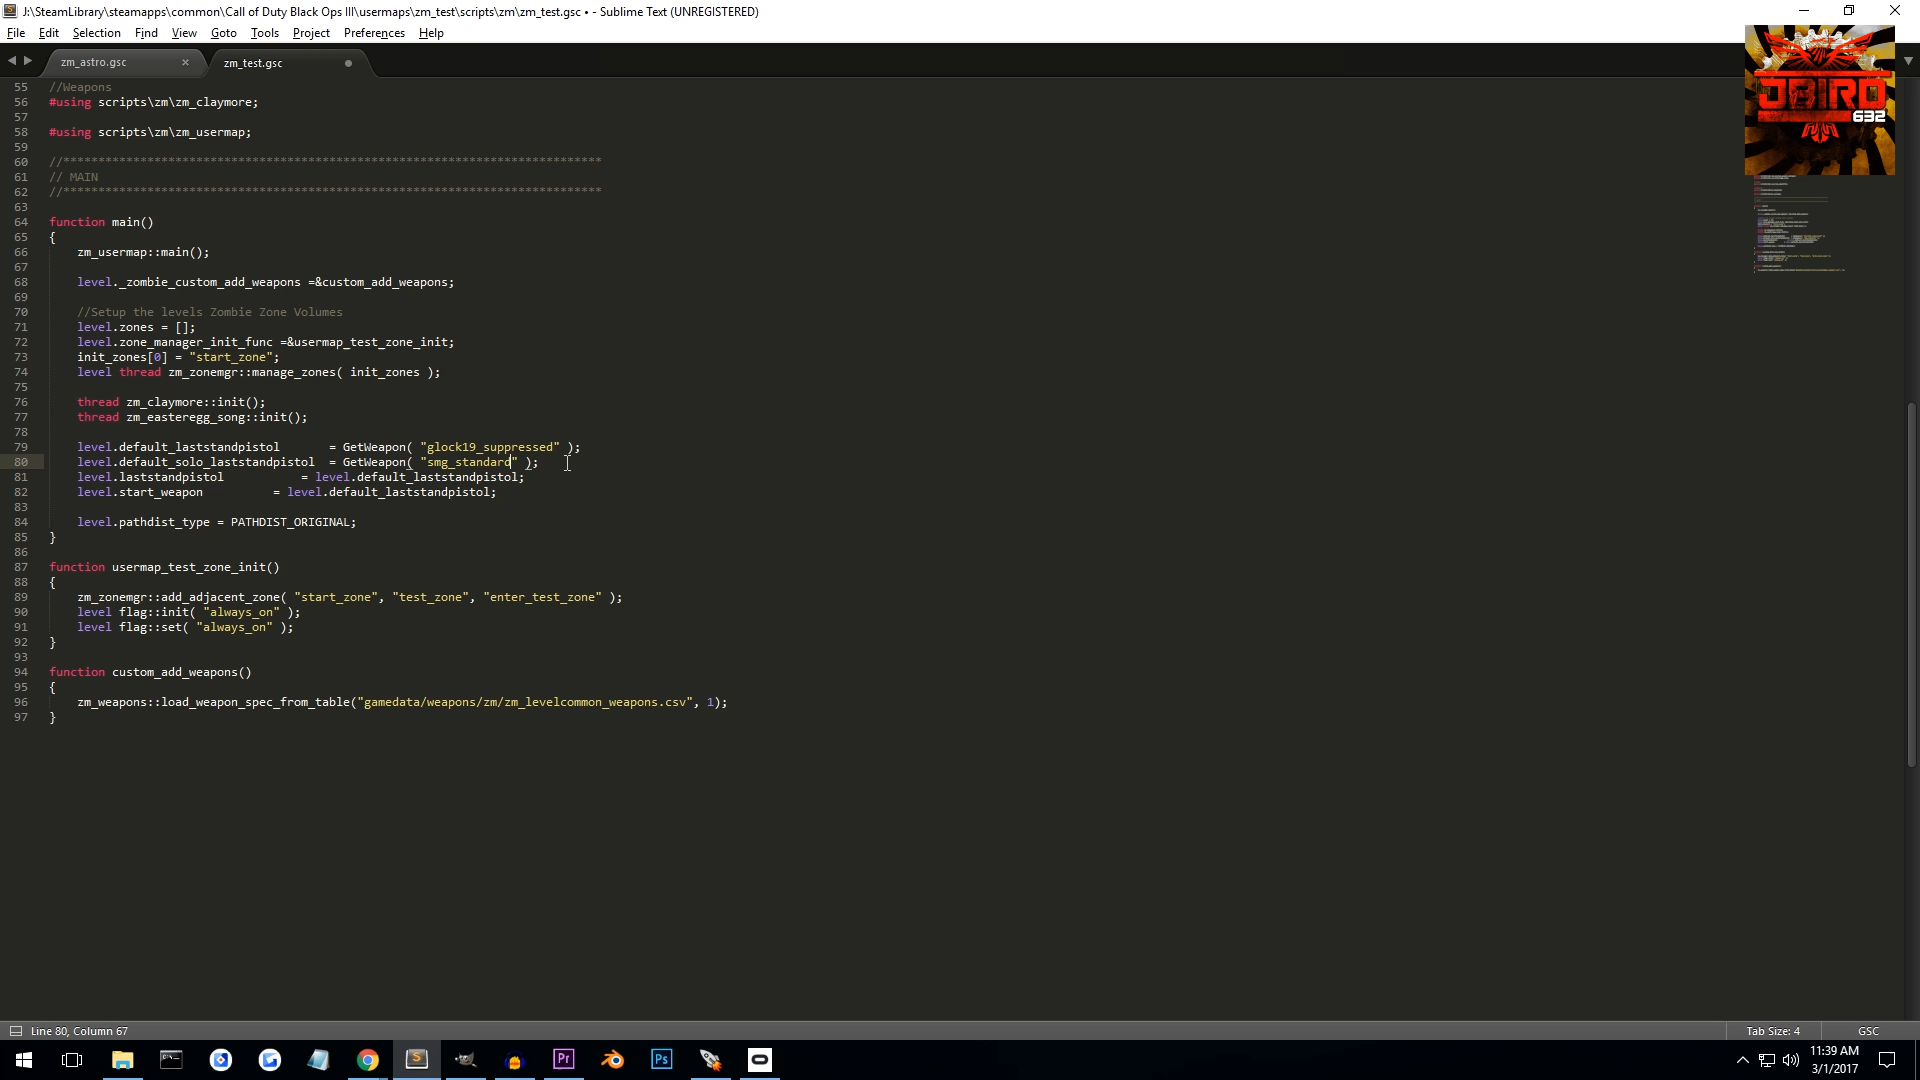 J:\SteamLibrary\steamapps\common\Call of Duty Black Ops III\usermaps\zm_test\scripts\zm\zm_test.gsc • - Sublime Text (UNREGISTERED)
File Edit Selection Find View Goto Tools Project Preferences Help
zm_astro.gsc × zm_test.gsc
JBIRD
632
55 //Weapons
56 #using scripts\zm\zm_claymore;
57
58 #using scripts\zm\zm_usermap;
59
60 //*****************************************************************************
61 // MAIN
62 //*****************************************************************************
63
64 function main()
65 {
66 zm_usermap::main();
67
68 level._zombie_custom_add_weapons =&custom_add_weapons;
69
70 //Setup the levels Zombie Zone Volumes
71 level.zones = [];
72 level.zone_manager_init_func =&usermap_test_zone_init;
73 init_zones[0] = "start_zone";
74 level thread zm_zonemgr::manage_zones( init_zones );
75
76 thread zm_claymore::init();
77 thread zm_easteregg_song::init();
78
79 level.default_laststandpistol = GetWeapon( "glock19_suppressed" );
80 level.default_solo_laststandpistol = GetWeapon( "smg_standard" );
81 level.laststandpistol = level.default_laststandpistol;
82 level.start_weapon = level.default_laststandpistol;
83
84 level.pathdist_type = PATHDIST_ORIGINAL;
85 }
86
87 function usermap_test_zone_init()
88 {
89 zm_zonemgr::add_adjacent_zone( "start_zone", "test_zone", "enter_test_zone" );
90 level flag::init( "always_on" );
91 level flag::set( "always_on" );
92 }
93
94 function custom_add_weapons()
95 {
96 zm_weapons::load_weapon_spec_from_table("gamedata/weapons/zm/zm_levelcommon_weapons.csv", 1);
97 }
Line 80, Column 67 Tab Size: 4 GSC
Pr Ps
11:39 AM
3/1/2017